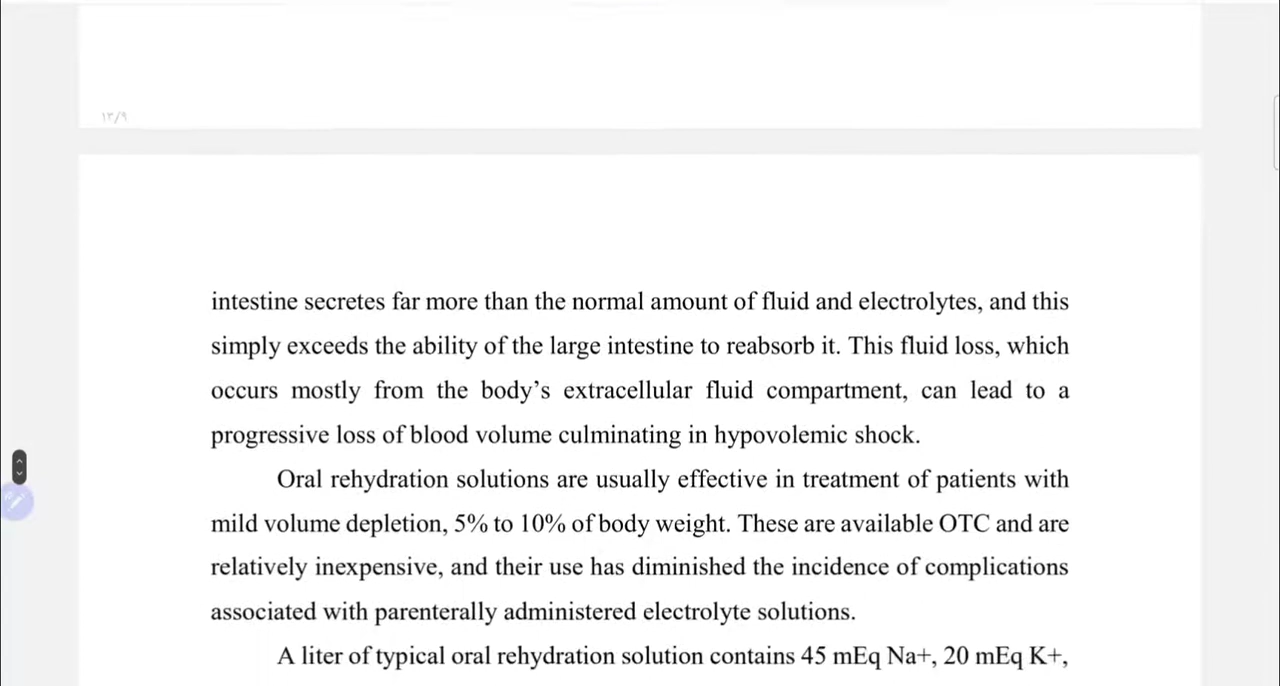 ١٣/٩
intestine secretes far more than the normal amount of fluid and electrolytes, and this
simply exceeds the ability of the large intestine to reabsorb it. This fluid loss, which
occurs mostly from the body’s extracellular fluid compartment, can lead to a
progressive loss of blood volume culminating in hypovolemic shock.
Oral rehydration solutions are usually effective in treatment of patients with
mild volume depletion, 5% to 10% of body weight. These are available OTC and are
relatively inexpensive, and their use has diminished the incidence of complications
associated with parenterally administered electrolyte solutions.
A liter of typical oral rehydration solution contains 45 mEq Na+, 20 mEq K+,